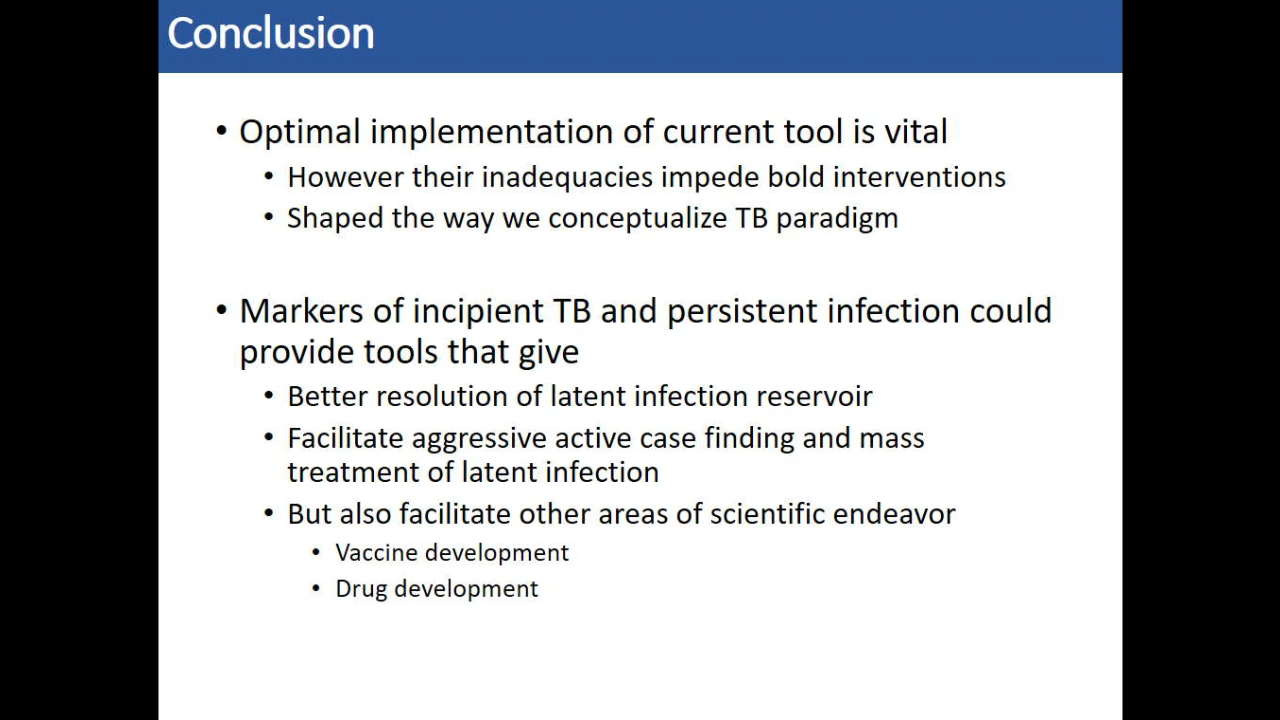 Conclusion
• Optimal implementation of current tool is vital
• However their inadequacies impede bold interventions
• Shaped the way we conceptualize TB paradigm
• Markers of incipient TB and persistent infection could
provide tools that give
• Better resolution of latent infection reservoir
• Facilitate aggressive active case finding and mass
treatment of latent infection
• But also facilitate other areas of scientific endeavor
• Vaccine development
• Drug development